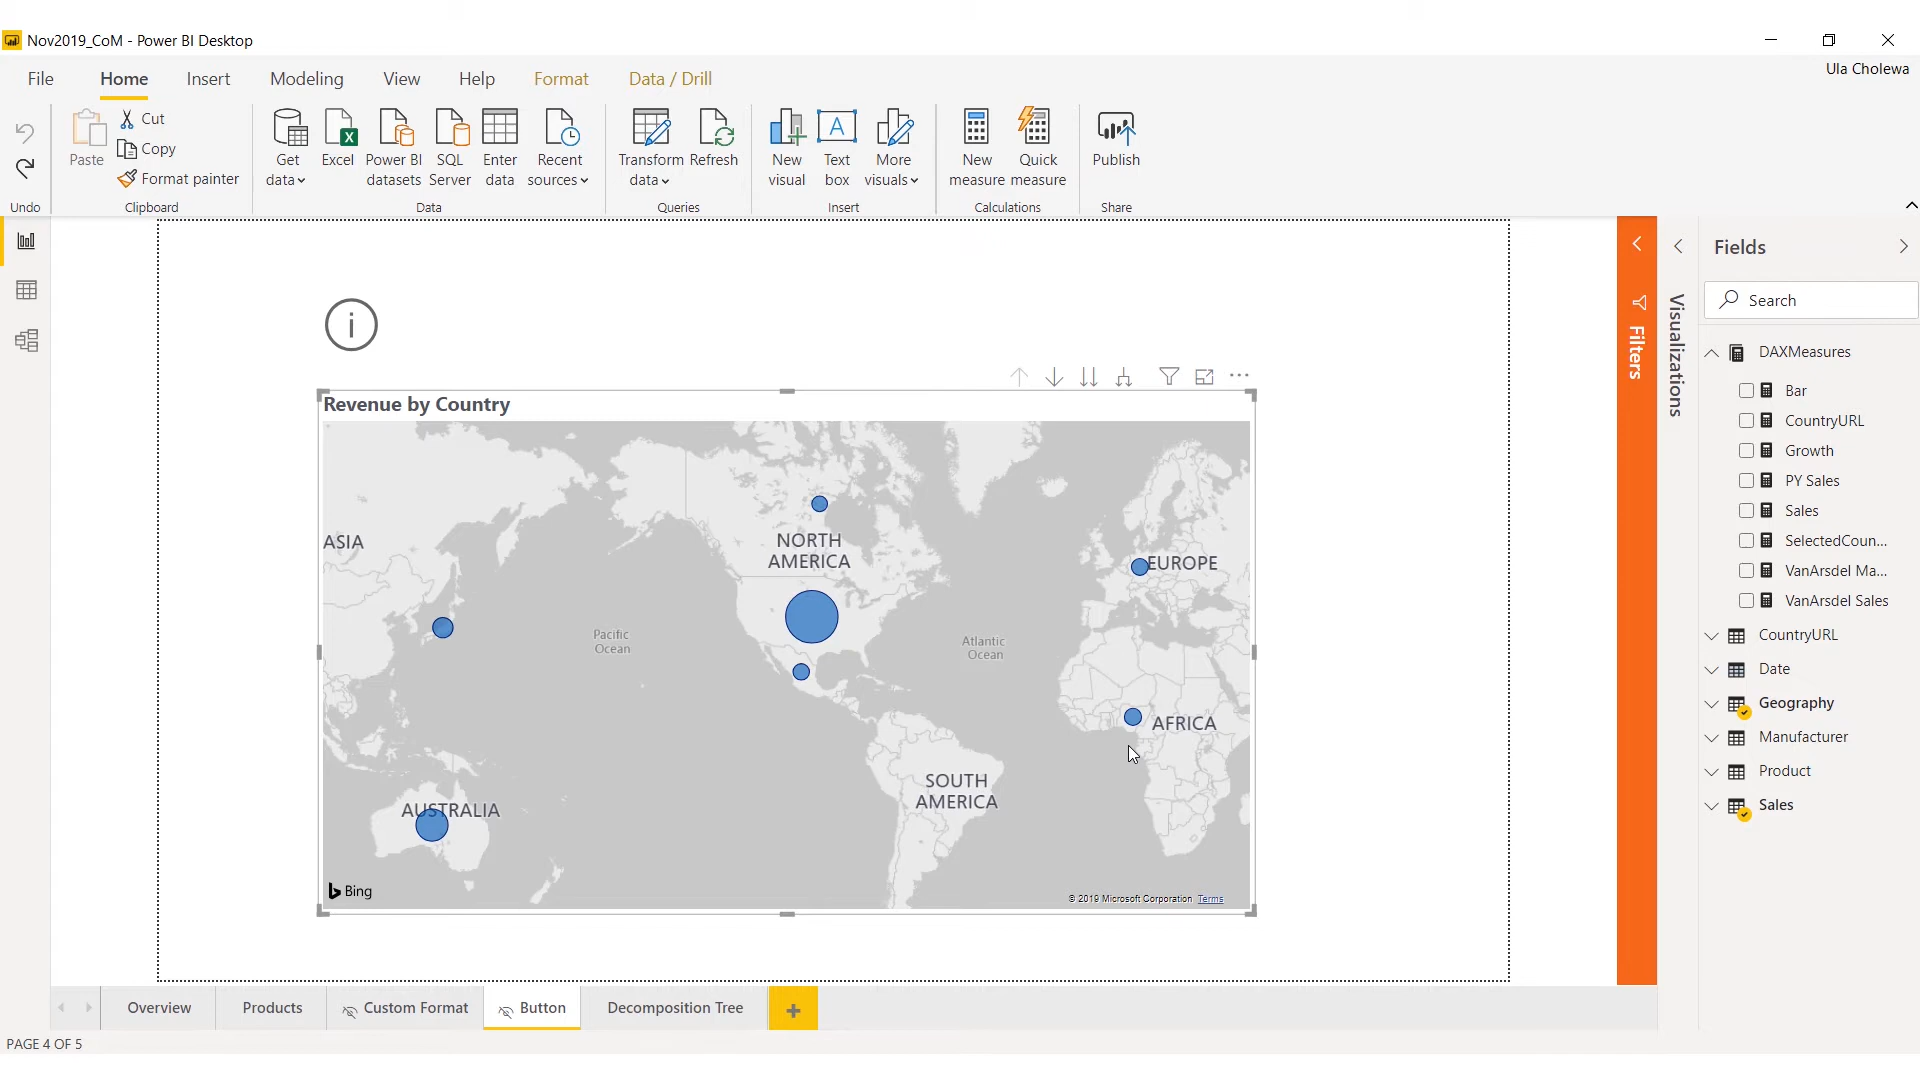 Nov2019_CoM - Power BI Desktop
Ula Cholewa
File Home Insert Modeling View Help Format Data / Drill
Paste
Cut
Copy
Format painter
Get data
Excel
Power BI datasets
SQL Server
Enter data
Recent sources
Transform data
Refresh
New visual
Text box
More visuals
New measure
Quick measure
Publish
Undo
Clipboard
Data
Queries
Insert
Calculations
Share
i
Revenue by Country
ASIA
NORTH
AMERICA
EUROPE
Pacific
Ocean
Atlantic
Ocean
AFRICA
SOUTH
AMERICA
AUSTRALIA
Bing
© 2019 Microsoft Corporation Terms
Filters
Visualizations
Fields
Search
DAXMeasures
Bar
CountryURL
Growth
PY Sales
Sales
SelectedCoun...
VanArsdel Ma...
VanArsdel Sales
CountryURL
Date
Geography
Manufacturer
Product
Sales
Overview Products Custom Format Button Decomposition Tree
PAGE 4 OF 5